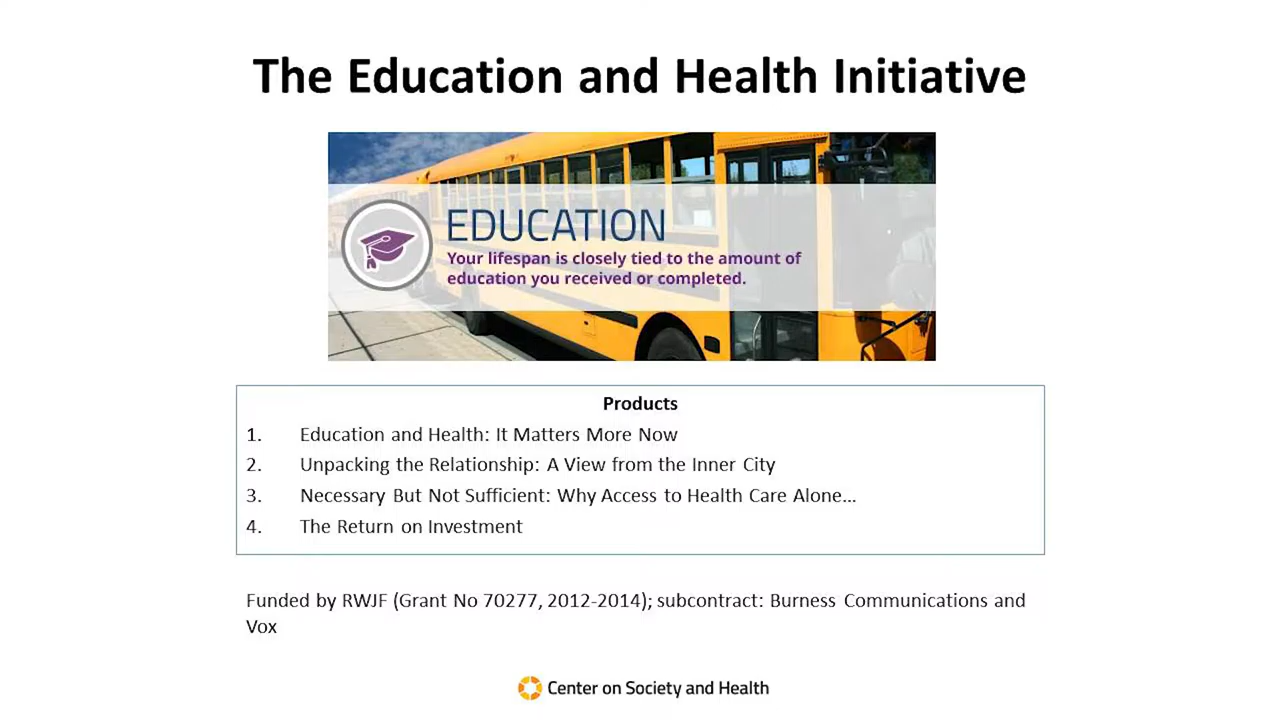 The Education and Health Initiative
EDUCATION
Your lifespan is closely tied to the amount of
education you received or completed.
Products
1. Education and Health: It Matters More Now
2. Unpacking the Relationship: A View from the Inner City
3. Necessary But Not Sufficient: Why Access to Health Care Alone...
4. The Return on Investment
Funded by RWJF (Grant No 70277, 2012-2014); subcontract: Burness Communications and
Vox
Center on Society and Health